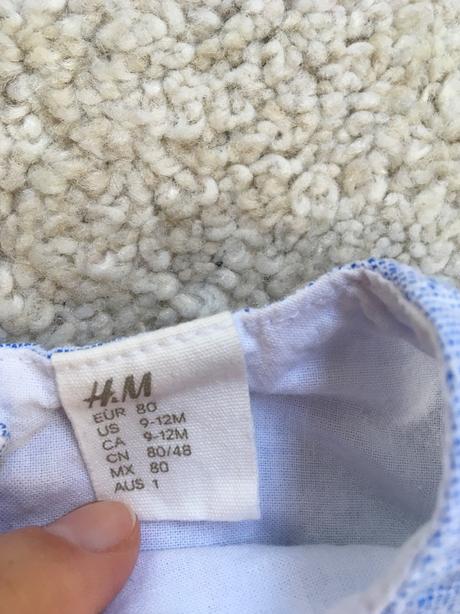 H&M
EUR 80
US 9-12M
CA 9-12M
CN 80/48
MX 80
AUS 1